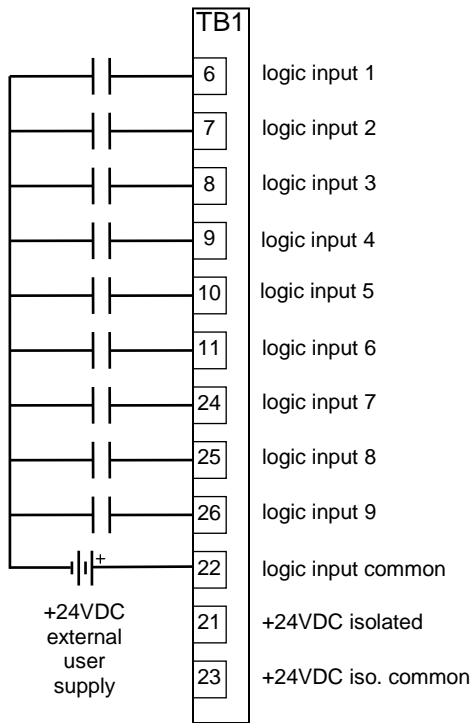 TB1
6 logic input 1
7 logic input 2
8 logic input 3
9 logic input 4
10 logic input 5
11 logic input 6
24 logic input 7
25 logic input 8
26 logic input 9
+ 22 logic input common
+24VDC
external
user
supply
21 +24VDC isolated
23 +24VDC iso. common